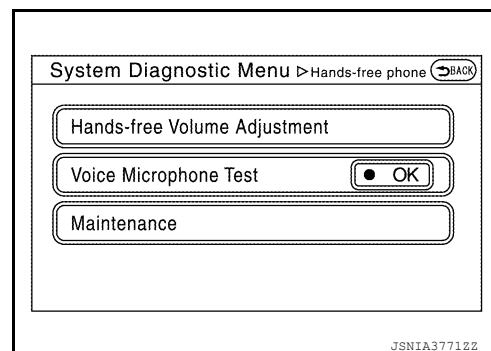 System Diagnostic Menu ▷ Hands-free phone ⮌BACK
Hands-free Volume Adjustment
Voice Microphone Test ● OK
Maintenance
JSNIA3771ZZ